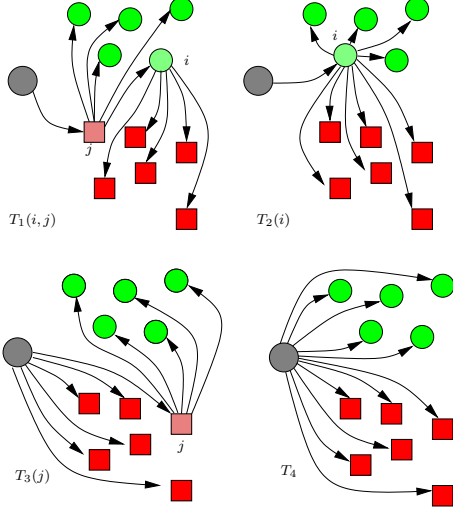 i
i
j
T₁(i, j)
T₂(i)
j
T₃(j)
T₄